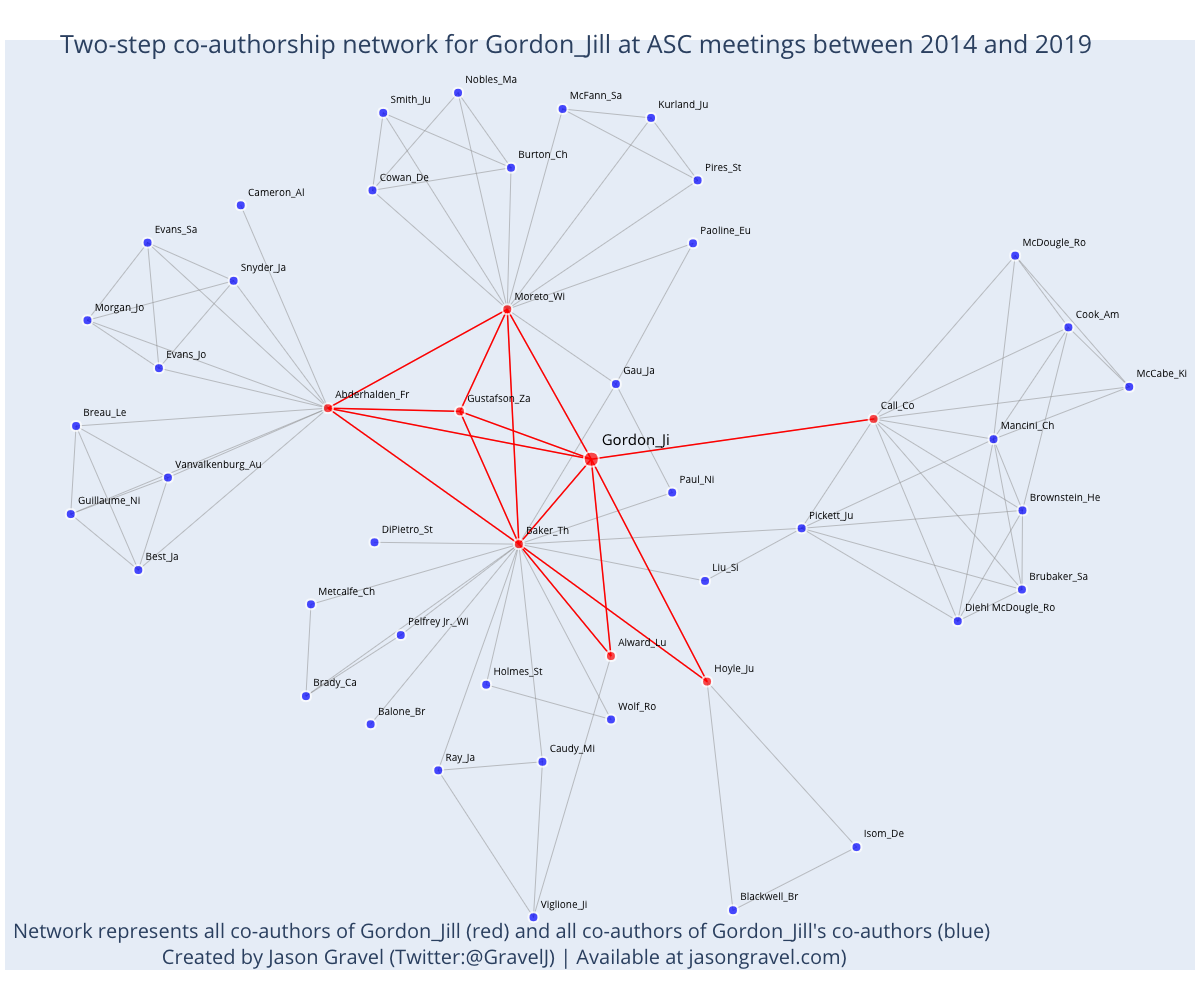 Two-step co-authorship network for Gordon_Jill at ASC meetings between 2014 and 2019
Nobles_Ma
McFann_Sa
Smith_Ju
Kurland_Ju
Burton_Ch
Pires_St
Cowan_De
Cameron_Al
Evans_Sa
Paoline_Eu
McDougle_Ro
Snyder_Ja
Moreto_Wi
Morgan_Jo
Cook_Am
Evans_Jo
Gau_Ja
McCabe_Ki
Abderhalden_Fr
Gustafson_Za
Call_Co
Breau_Le
Mancini_Ch
Gordon_Ji
Vanvalkenburg_Au
Paul_Ni
Guillaume_Ni
Brownstein_He
Pickett_Ju
DiPietro_St
Baker_Th
Best_Ja
Liu_Si
Brubaker_Sa
Metcalfe_Ch
Diehl McDougle_Ro
Pelfrey Jr._Wi
Alward_Lu
Holmes_St
Hoyle_Ju
Brady_Ca
Wolf_Ro
Balone_Br
Caudy_Mi
Ray_Ja
Isom_De
Blackwell_Br
Viglione_Ji
Network represents all co-authors of Gordon_Jill (red) and all co-authors of Gordon_Jill's co-authors (blue)
Created by Jason Gravel (Twitter:@GravelJ) | Available at jasongravel.com)